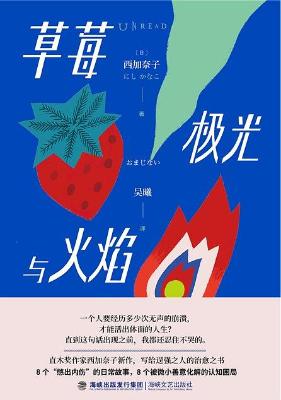 UNREAD
草莓
[日]
西加奈子
にし かなこ
著
极光
おまじない
吴曦
译
与火焰
一个人要经历多少次无声的崩溃,
才能活出体面的人生?
直到这句话出现之前,我都还忍住不哭的。
直木奖作家西加奈子新作,写给逞强之人的治愈之书
8个“憋出内伤”的日常故事,8个被微小善意化解的认知困局
海峡出版发行集团 | 海峡文艺出版社